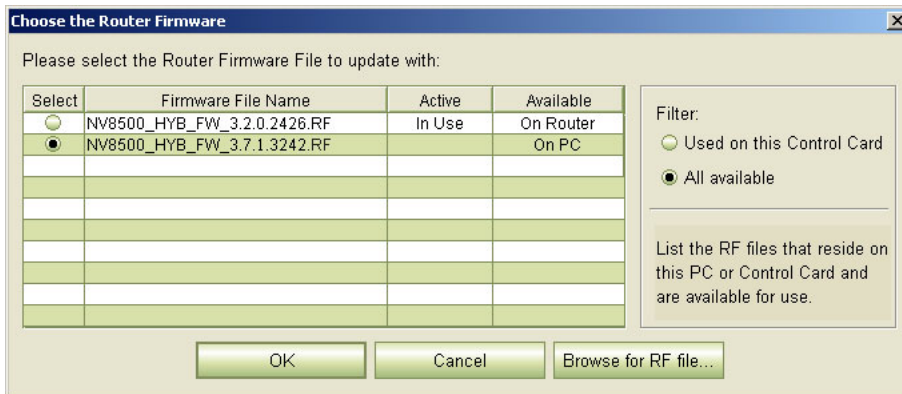 Choose the Router Firmware
Please select the Router Firmware File to update with:
Select Firmware File Name Active Available
NV8500_HYB_FW_3.2.0.2426.RF In Use On Router
NV8500_HYB_FW_3.7.1.3242.RF On PC
Filter:
Used on this Control Card
All available
List the RF files that reside on
this PC or Control Card and
are available for use.
OK Cancel Browse for RF file...